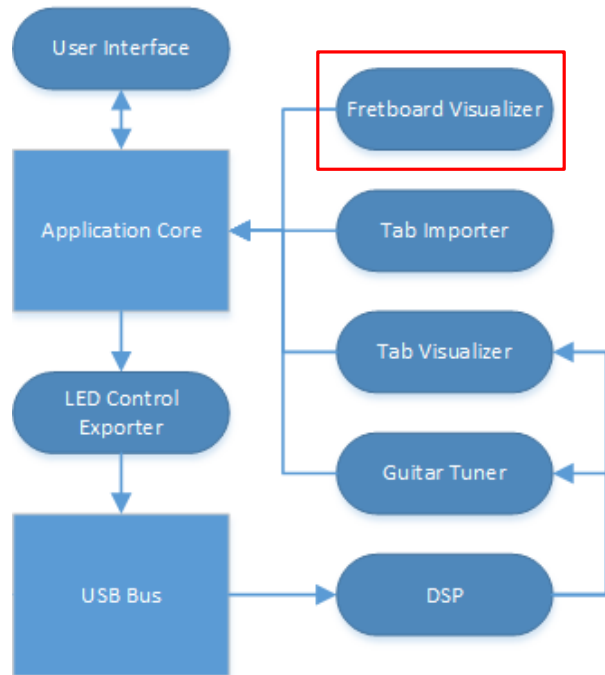 User Interface
Fretboard Visualizer
Application Core
Tab Importer
Tab Visualizer
LED Control
Exporter
Guitar Tuner
USB Bus
DSP